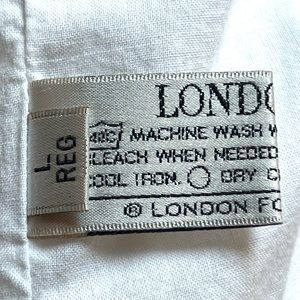 LONDO
L
REG
MACHINE WASH W
LEACH WHEN NEEDED
COOL IRON. DRY C
® LONDON FO